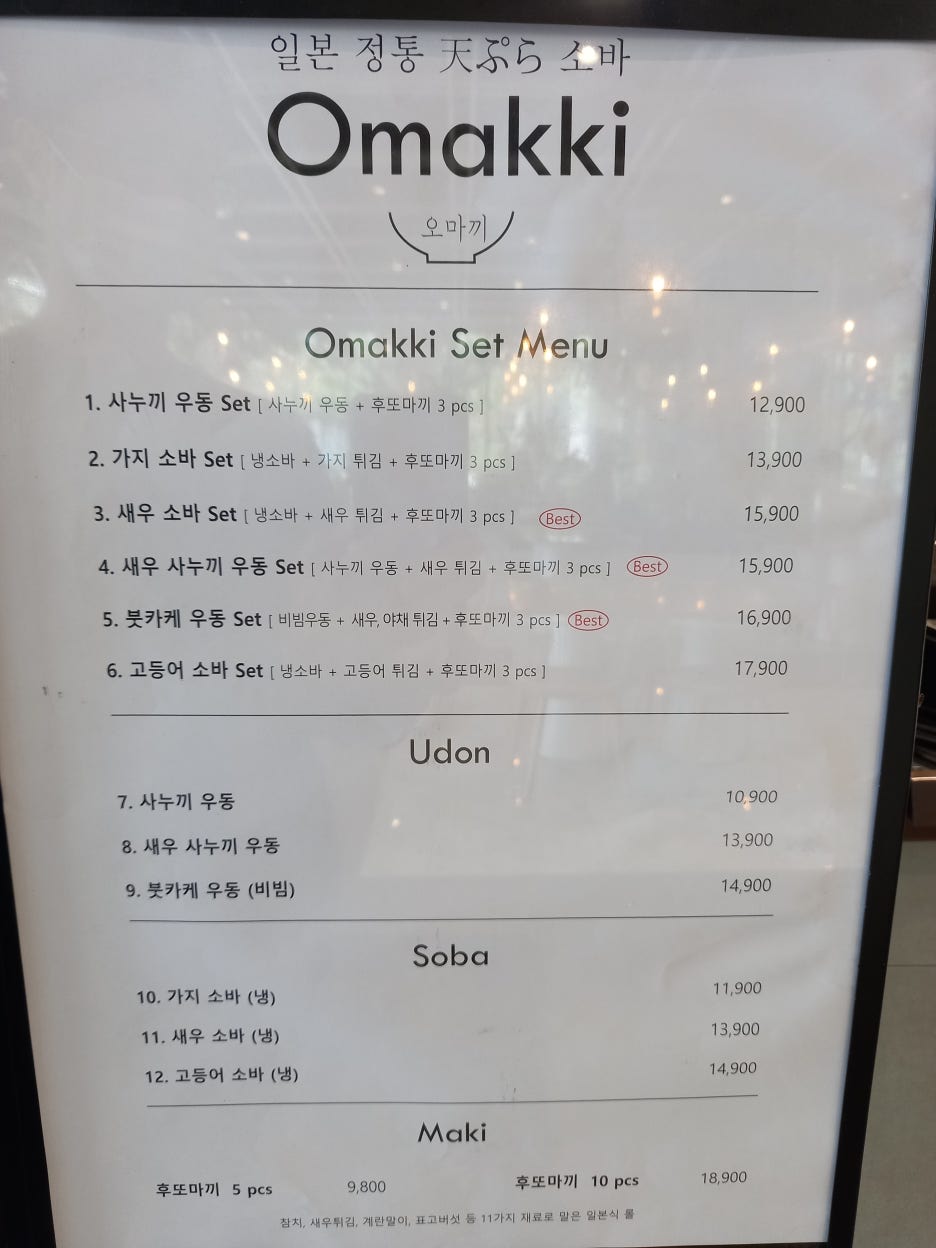 일본 정통 天ぷら 소바
Omakki
오마끼
Omakki Set Menu
1. 사누끼 우동 Set [ 사누끼 우동 + 후또마끼 3 pcs ] 12,900
2. 가지 소바 Set [ 냉소바 + 가지 튀김 + 후또마끼 3 pcs ] 13,900
3. 새우 소바 Set [ 냉소바 + 새우 튀김 + 후또마끼 3 pcs ] Best 15,900
4. 새우 사누끼 우동 Set [ 사누끼 우동 + 새우 튀김 + 후또마끼 3 pcs ] Best 15,900
5. 붓카케 우동 Set [ 비빔우동 + 새우, 야채 튀김 + 후또마끼 3 pcs ] Best 16,900
6. 고등어 소바 Set [ 냉소바 + 고등어 튀김 + 후또마끼 3 pcs ] 17,900
Udon
7. 사누끼 우동 10,900
8. 새우 사누끼 우동 13,900
9. 붓카케 우동 (비빔) 14,900
Soba
10. 가지 소바 (냉) 11,900
11. 새우 소바 (냉) 13,900
12. 고등어 소바 (냉) 14,900
Maki
후또마끼 5 pcs 9,800 후또마끼 10 pcs 18,900
참치, 새우튀김, 계란말이, 표고버섯 등 11가지 재료로 말은 일본식 롤